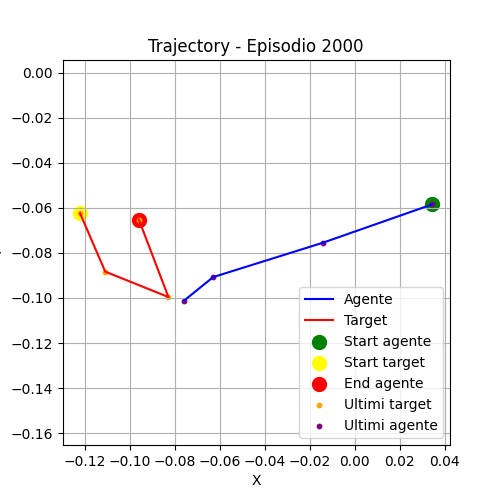 Trajectory - Episodio 2000
0.00
−0.02
−0.04
−0.06
−0.08
−0.10
−0.12
−0.14
−0.16
−0.12 −0.10 −0.08 −0.06 −0.04 −0.02 0.00 0.02 0.04
X
Agente
Target
Start agente
Start target
End agente
Ultimi target
Ultimi agente